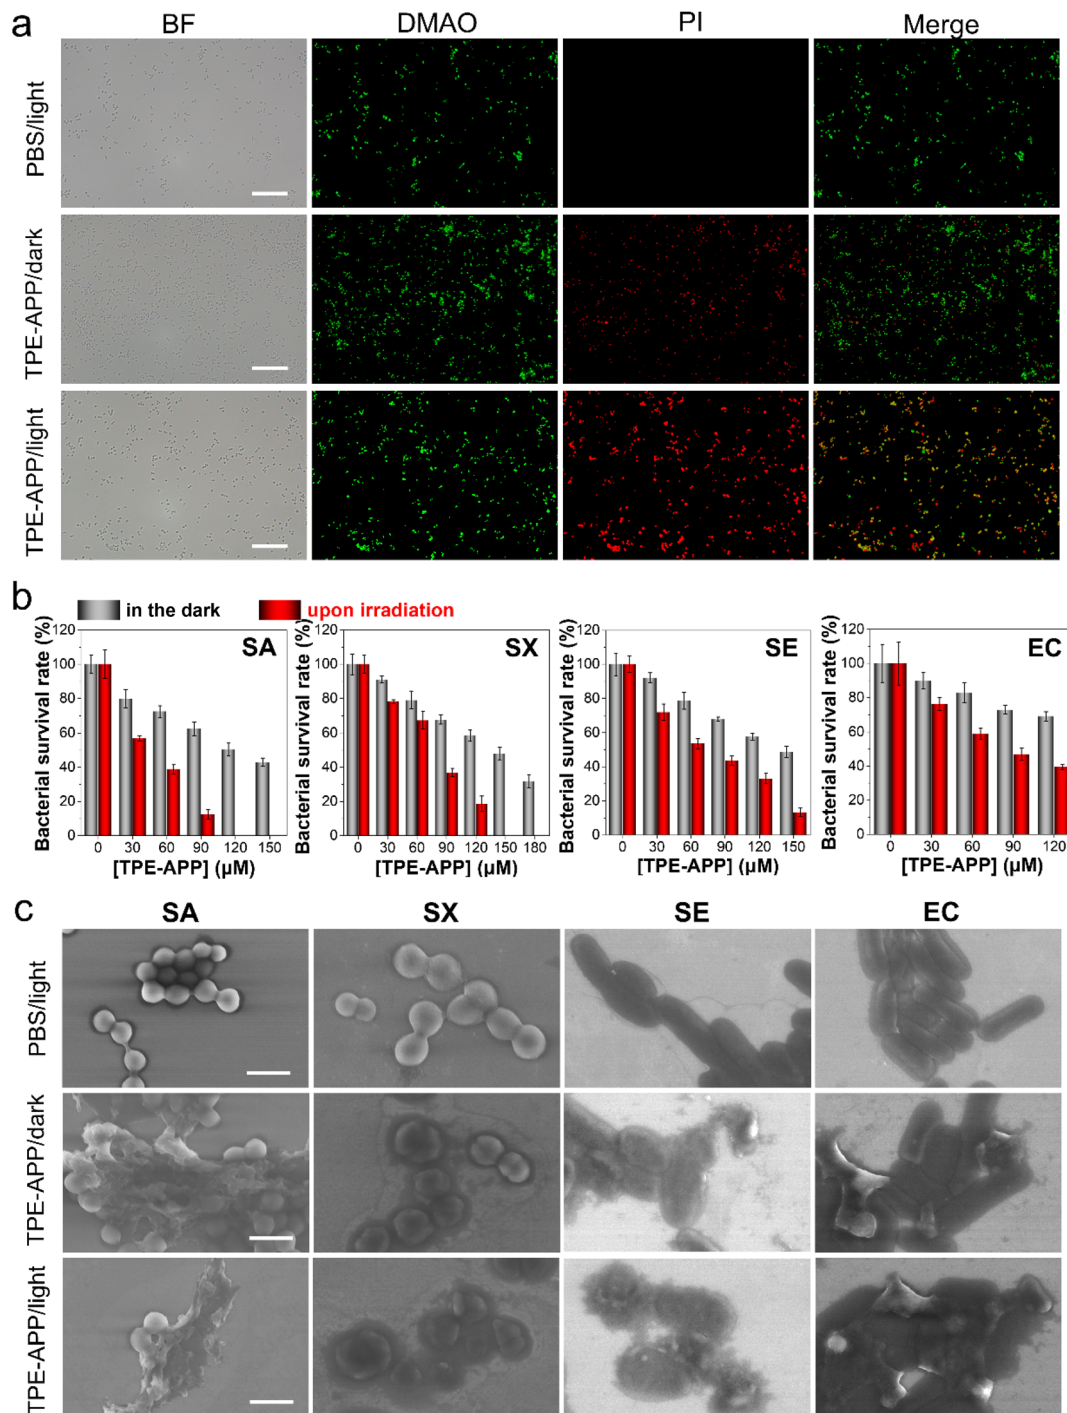 a
BF DMAO PI Merge
PBS/light
TPE-APP/dark
TPE-APP/light
b
in the dark upon irradiation
Bacterial survival rate (%)
120
100
80
60
40
20
0
SA
0 30 60 90 120 150
[TPE-APP] (μM)
Bacterial survival rate (%)
120
100
80
60
40
20
0
SX
0 30 60 90 120 150 180
[TPE-APP] (μM)
Bacterial survival rate (%)
120
100
80
60
40
20
0
SE
0 30 60 90 120 150
[TPE-APP] (μM)
Bacterial survival rate (%)
120
100
80
60
40
20
0
EC
0 30 60 90 120
[TPE-APP] (μM)
c
SA SX SE EC
PBS/light
TPE-APP/dark
TPE-APP/light